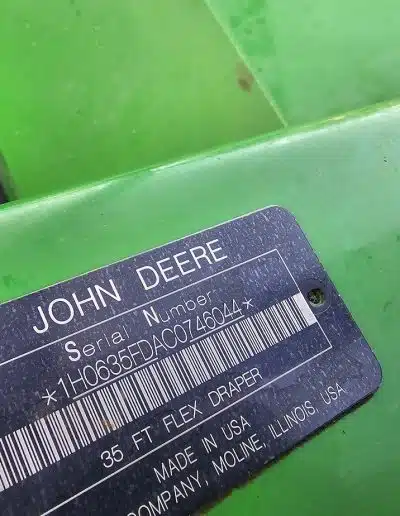 JOHN DEERE
Serial Number
*1H0635FDAC0746044*
35 FT FLEX DRAPER
MADE IN USA
COMPANY, MOLINE, ILLINOIS USA